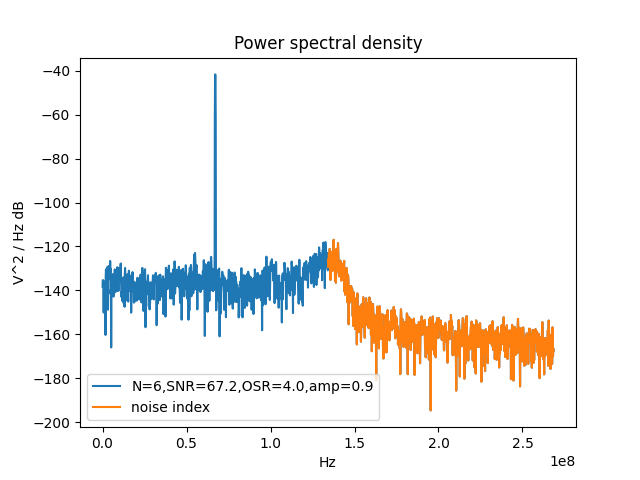 Power spectral density
V^2 / Hz dB
−40
−60
−80
−100
−120
−140
−160
−180
−200
N=6,SNR=67.2,OSR=4.0,amp=0.9
noise index
0.0 0.5 1.0 1.5 2.0 2.5
1e8
Hz